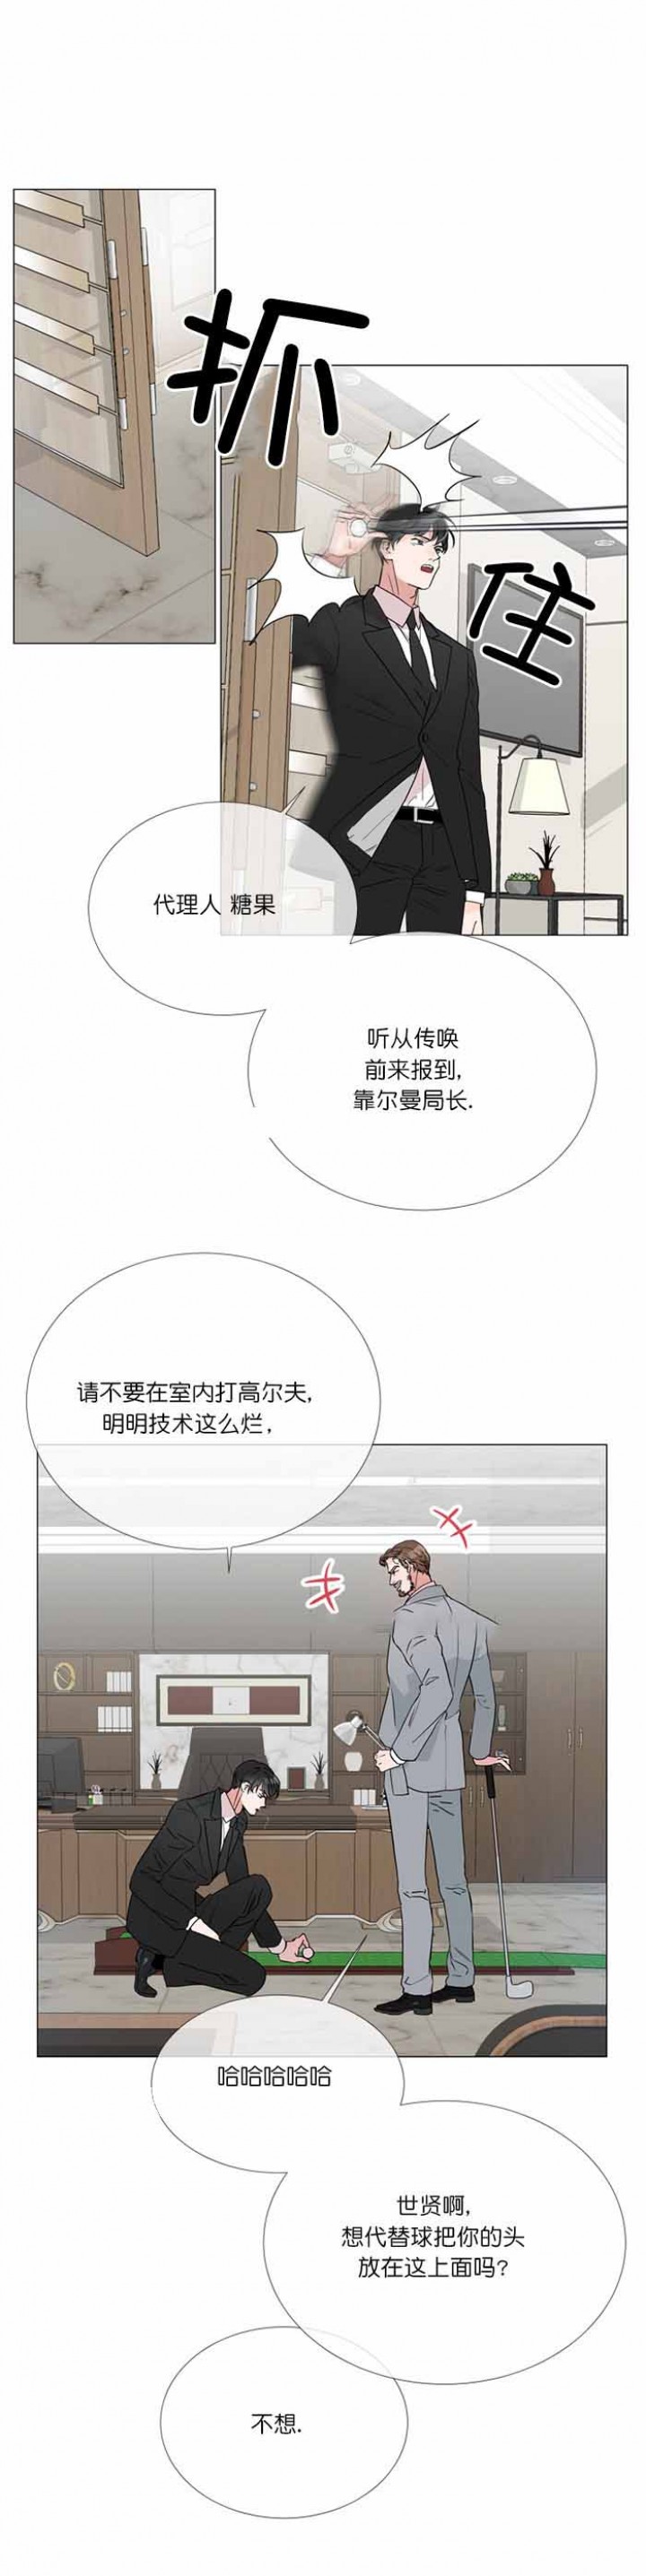 抓
住
代理人 糖果
听从传唤
前来报到,
靠尔曼局长.
请不要在室内打高尔夫,
明明技术这么烂,
哈哈哈哈哈
世贤啊,
想代替球把你的头
放在这上面吗?
不想.